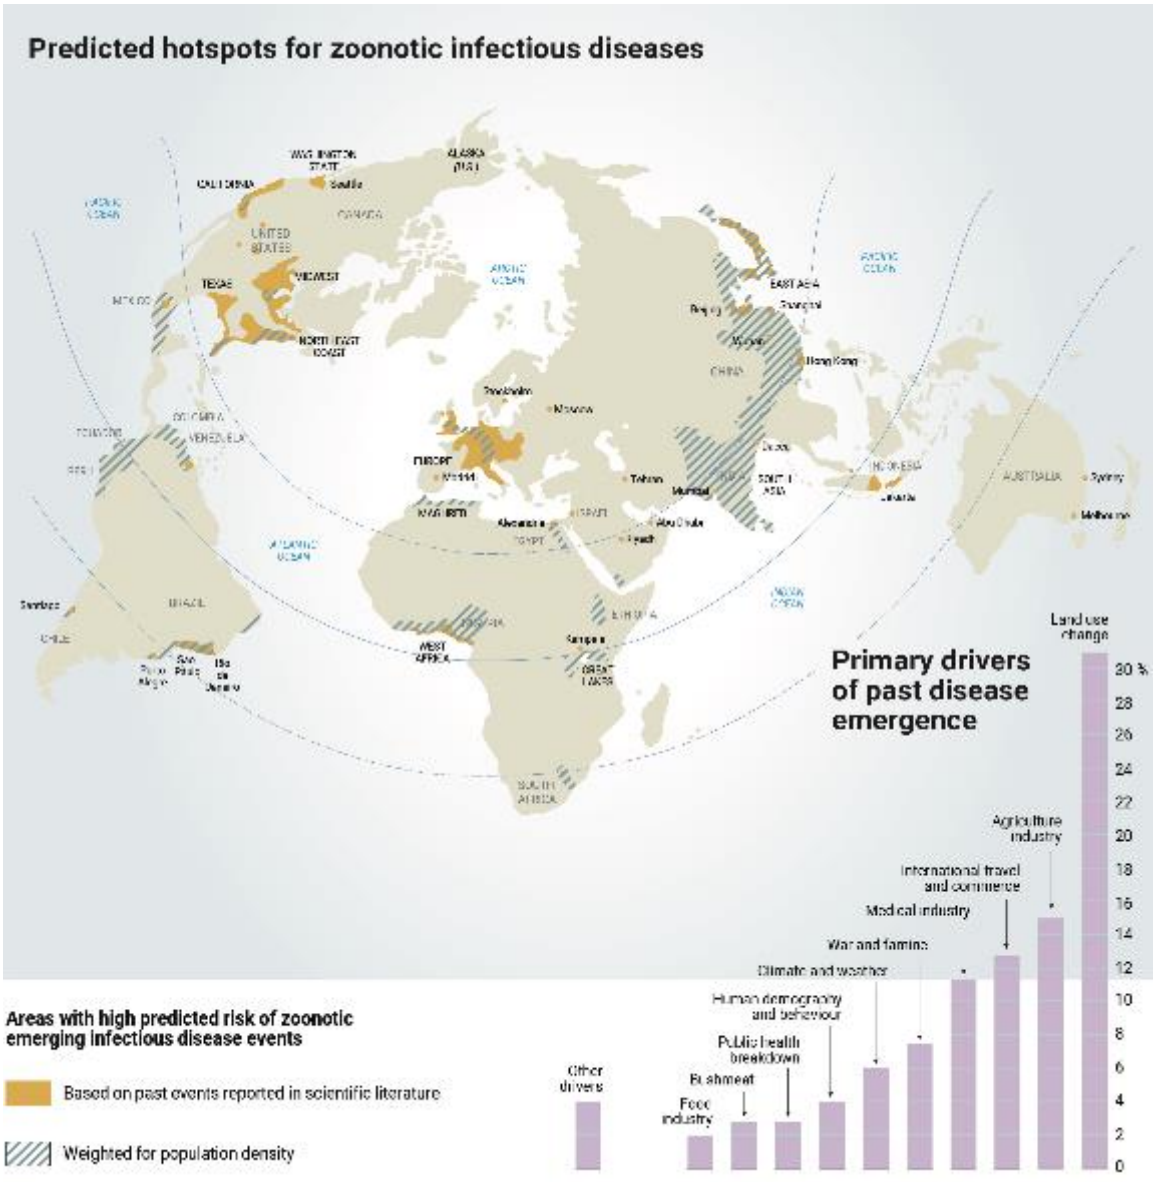 Predicted hotspots for zoonotic infectious diseases
WASHINGTON
STATE
ALASKA
(U.S.)
CALIFORNIA
Seattle
PACIFIC
OCEAN
CANADA
UNITED
STATES
ARCTIC
OCEAN
PACIFIC
OCEAN
TEXAS
MIDWEST
EAST ASIA
MEXICO
Beijing
Shanghai
NORTHEAST
COAST
Wuhan
Hong Kong
CHINA
Stockholm
Moscow
COLOMBIA
ECUADOR
VENEZUELA
PERU
EUROPE
Madrid
Tehran
INDIA
SOUTH
ASIA
INDONESIA
AUSTRALIA
Sydney
Mumbai
Jakarta
MAGHREB
Alexandria
ISRAEL
Abu Dhabi
Melbourne
EGYPT
Riyadh
ATLANTIC
OCEAN
INDIAN
OCEAN
Santiago
BRAZIL
CHILE
NIGERIA
ETHIOPIA
WEST
AFRICA
Kampala
GREAT
LAKES
Porto
Alegre
Sao
Paulo
Rio
de
Janeiro
SOUTH
AFRICA
Primary drivers
of past disease
emergence
Land use
change
30 %
28
26
24
22
20
18
16
14
12
10
8
6
4
2
0
Agriculture
industry
International travel
and commerce
Medical industry
War and famine
Climate and weather
Human demography
and behaviour
Public health
breakdown
Bushmeat
Food
industry
Other
drivers
Areas with high predicted risk of zoonotic
emerging infectious disease events
Based on past events reported in scientific literature
Weighted for population density